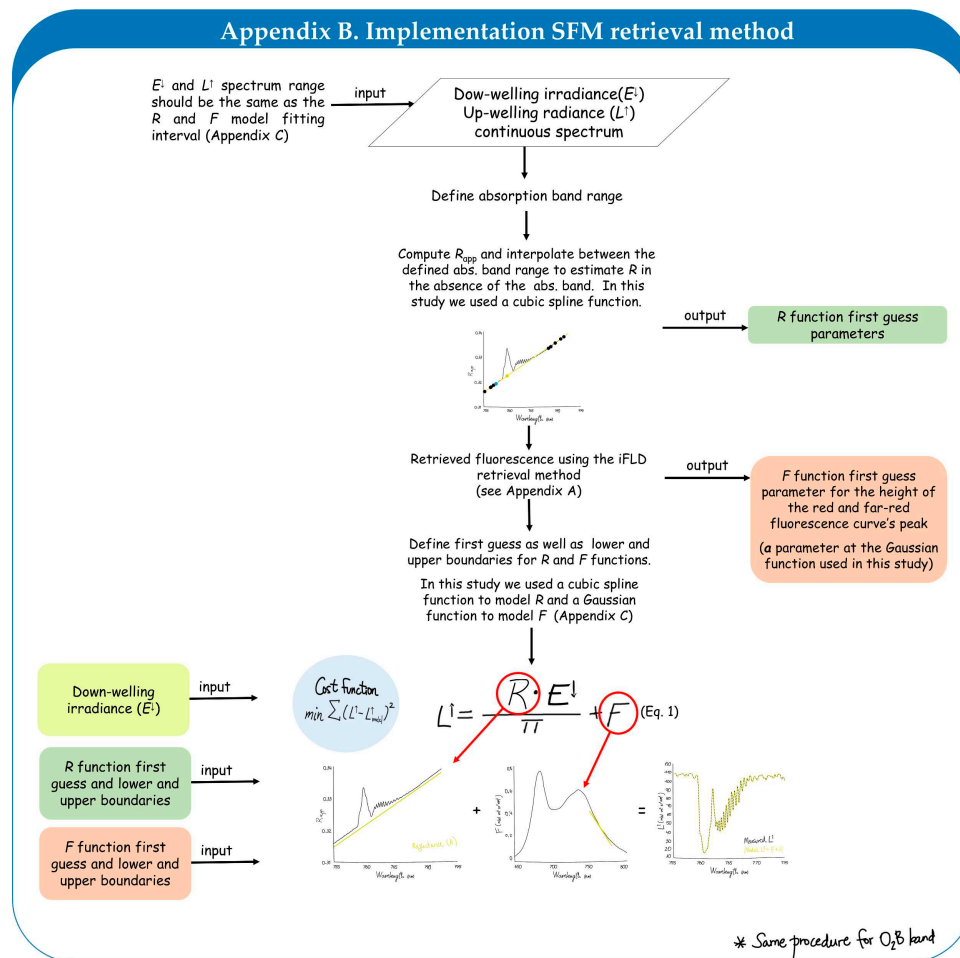 Appendix B. Implementation SFM retrieval method
E↓ and L↑ spectrum range
should be the same as the
R and F model fitting
interval (Appendix C)
input
Dow-welling irradiance(E↓)
Up-welling radiance (L↑)
continuous spectrum
Define absorption band range
Compute Rapp and interpolate between the
defined abs. band range to estimate R in
the absence of the abs. band. In this
study we used a cubic spline function.
output
R function first guess
parameters
Wavelength, nm
Retrieved fluorescence using the iFLD
retrieval method
(see Appendix A)
output
F function first guess
parameter for the height of
the red and far-red
fluorescence curve's peak
(a parameter at the Gaussian
function used in this study)
Define first guess as well as lower and
upper boundaries for R and F functions.
In this study we used a cubic spline
function to model R and a Gaussian
function to model F (Appendix C)
Down-welling
irradiance (E↓)
input
Cost function
min ∑(L↑-L↑model)²
L↑ = R·E↓/π + F
(Eq. 1)
R function first
guess and lower and
upper boundaries
input
F function first
guess and lower and
upper boundaries
input
Rapp
Reflectance (R)
Wavelength, nm
+
Wavelength, nm
=
Measured L↑
Wavelength, nm
* Same procedure for O₂B band